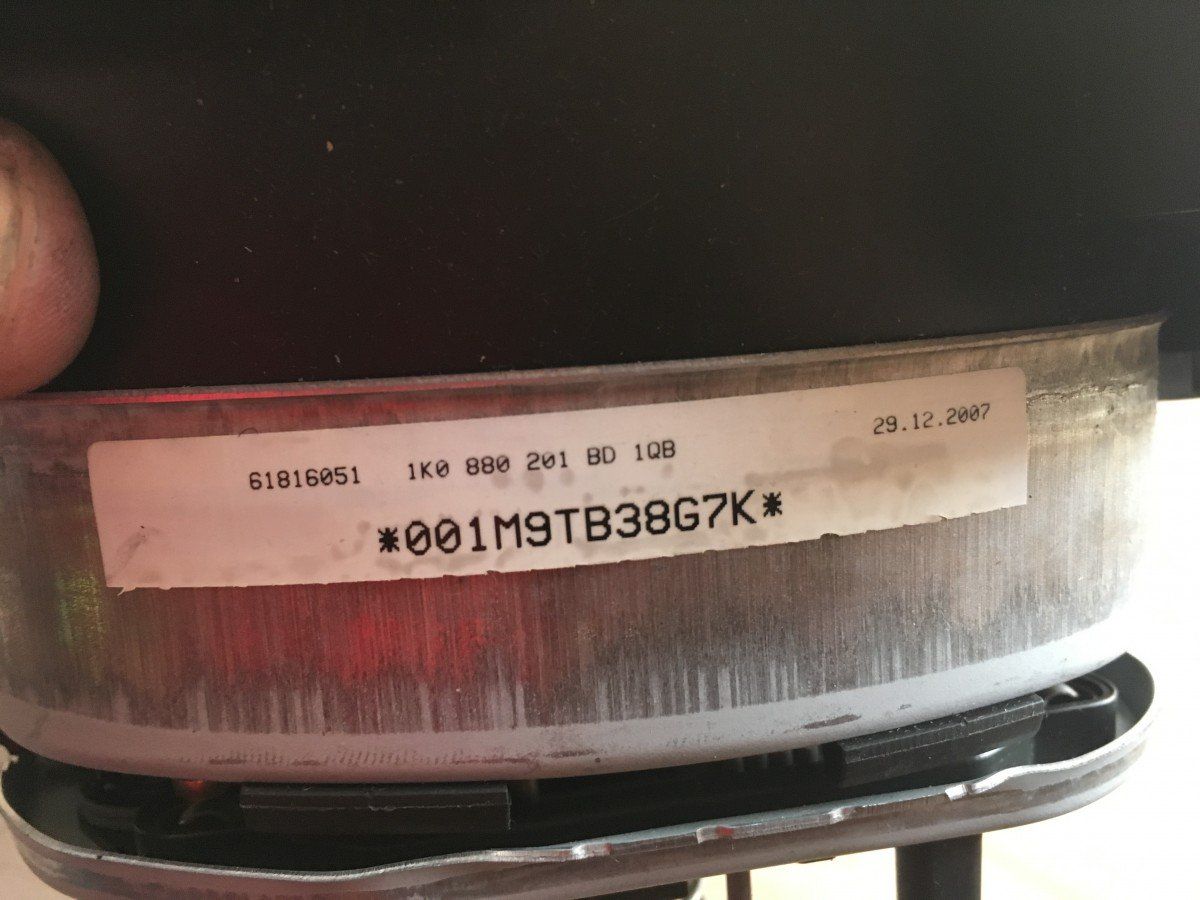 29.12.2007
61816051 1K0 880 201 BD 1QB
*001M9TB38G7K*